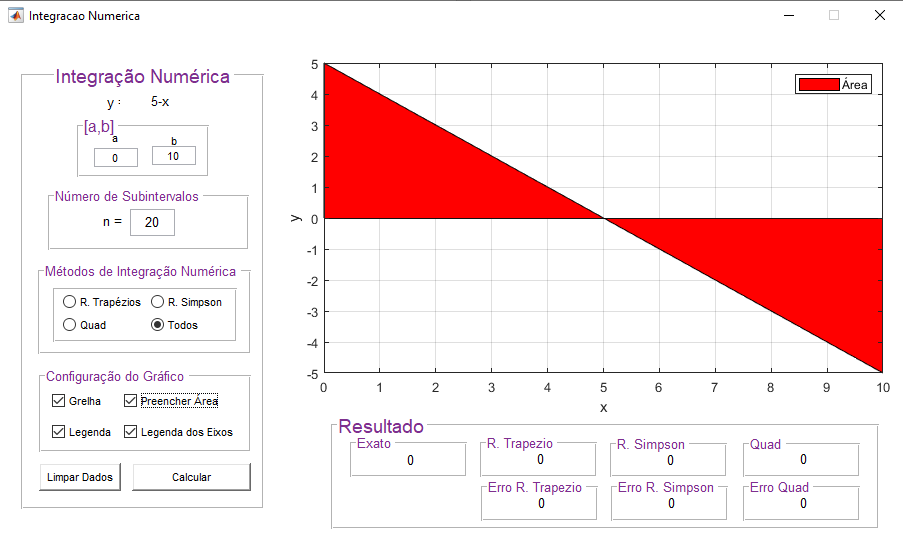 Integracao Numerica
Integração Numérica
y : 5-x
[a,b]
a b
0 10
Número de Subintervalos
n = 20
Métodos de Integração Numérica
R. Trapézios R. Simpson
Quad Todos
Configuração do Gráfico
Grelha Preencher Área
Legenda Legenda dos Eixos
Limpar Dados Calcular
Área
5
4
3
2
1
0
-1
-2
-3
-4
-5
y
0 1 2 3 4 5 6 7 8 9 10
x
Resultado
Exato R. Trapezio R. Simpson Quad
0 0 0 0
Erro R. Trapezio Erro R. Simpson Erro Quad
0 0 0